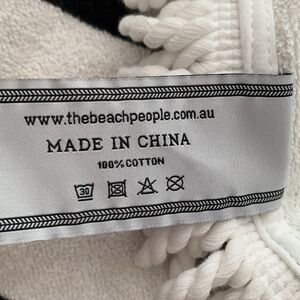 www.thebeachpeople.com.au
MADE IN CHINA
100% COTTON
30